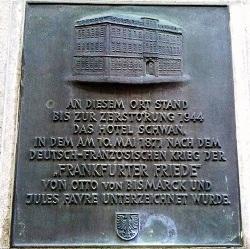 AN DIESEM ORT STAND
BIS ZUR ZERSTÖRUNG 1944
DAS HOTEL SCHWAN,
IN DEM AM 10. MAI 1871 NACH DEM
DEUTSCH-FRANZÖSISCHEN KRIEG DER
„FRANKFURTER FRIEDE"
VON OTTO VON BISMARCK UND
JULES FAVRE UNTERZEICHNET WURDE.